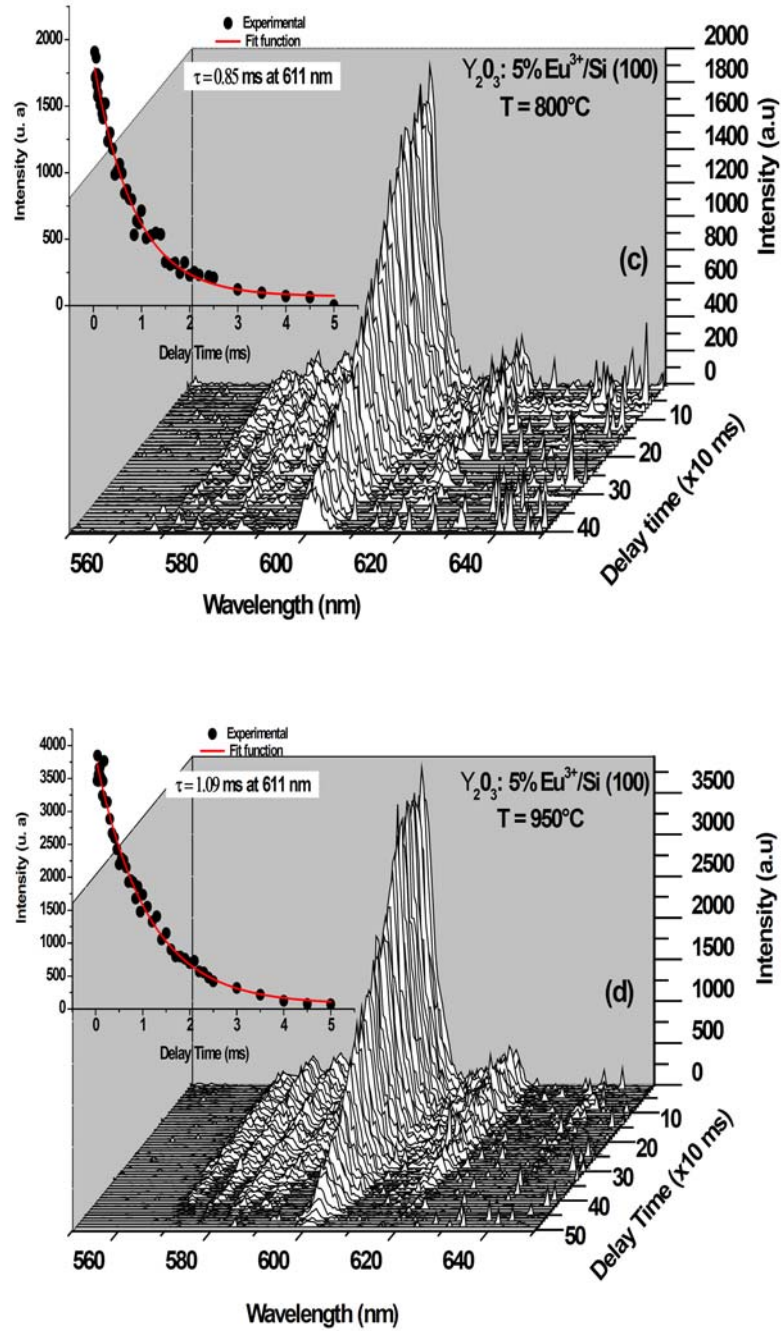 Experimental
Fit function
τ = 0.85 ms at 611 nm
Y2O3: 5% Eu3+/Si (100)
T = 800°C
(c)
2000
1500
1000
500
0
Intensity (u. a)
0 1 2 3 4 5
Delay Time (ms)
2000
1800
1600
1400
1200
1000
800
600
400
200
0
Intensity (a.u)
10
20
30
40
Delay time (x10 ms)
560 580 600 620 640
Wavelength (nm)
Experimental
Fit function
τ = 1.09 ms at 611 nm
Y2O3: 5% Eu3+/Si (100)
T = 950°C
(d)
4000
3500
3000
2500
2000
1500
1000
500
0
Intensity (u. a)
0 1 2 3 4 5
Delay Time (ms)
3500
3000
2500
2000
1500
1000
500
0
Intensity (a.u)
10
20
30
40
50
Delay Time (x10 ms)
560 580 600 620 640
Wavelength (nm)